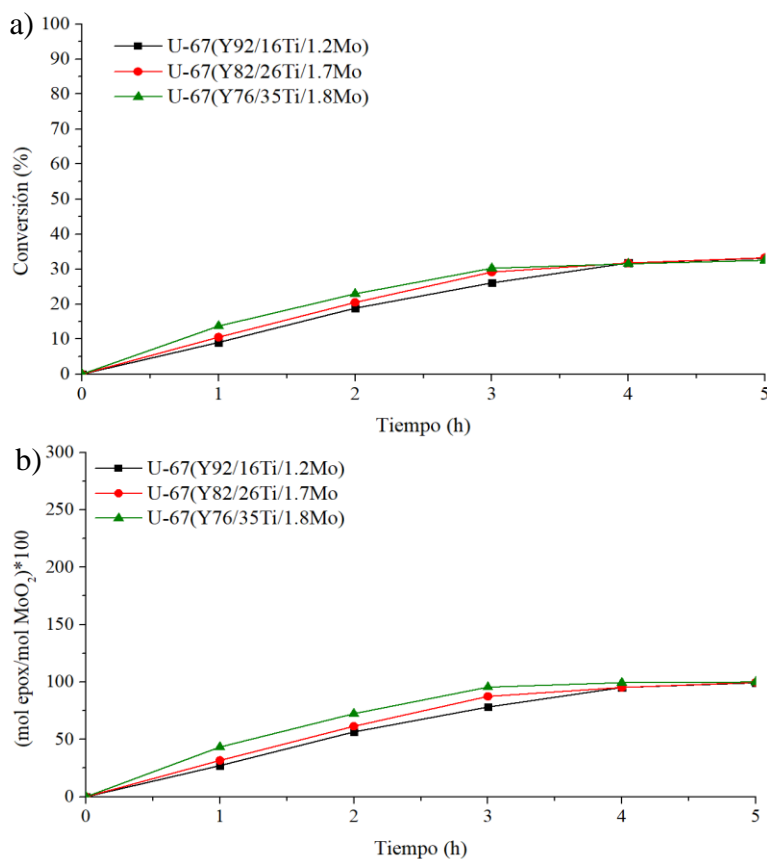 a)
100
90
80
70
60
50
40
30
20
10
0
Conversión (%)
U-67(Y92/16Ti/1.2Mo)
U-67(Y82/26Ti/1.7Mo
U-67(Y76/35Ti/1.8Mo)
0 1 2 3 4 5
Tiempo (h)
b)
300
250
200
150
100
50
0
(mol epox/mol MoO₂)*100
U-67(Y92/16Ti/1.2Mo)
U-67(Y82/26Ti/1.7Mo
U-67(Y76/35Ti/1.8Mo)
0 1 2 3 4 5
Tiempo (h)